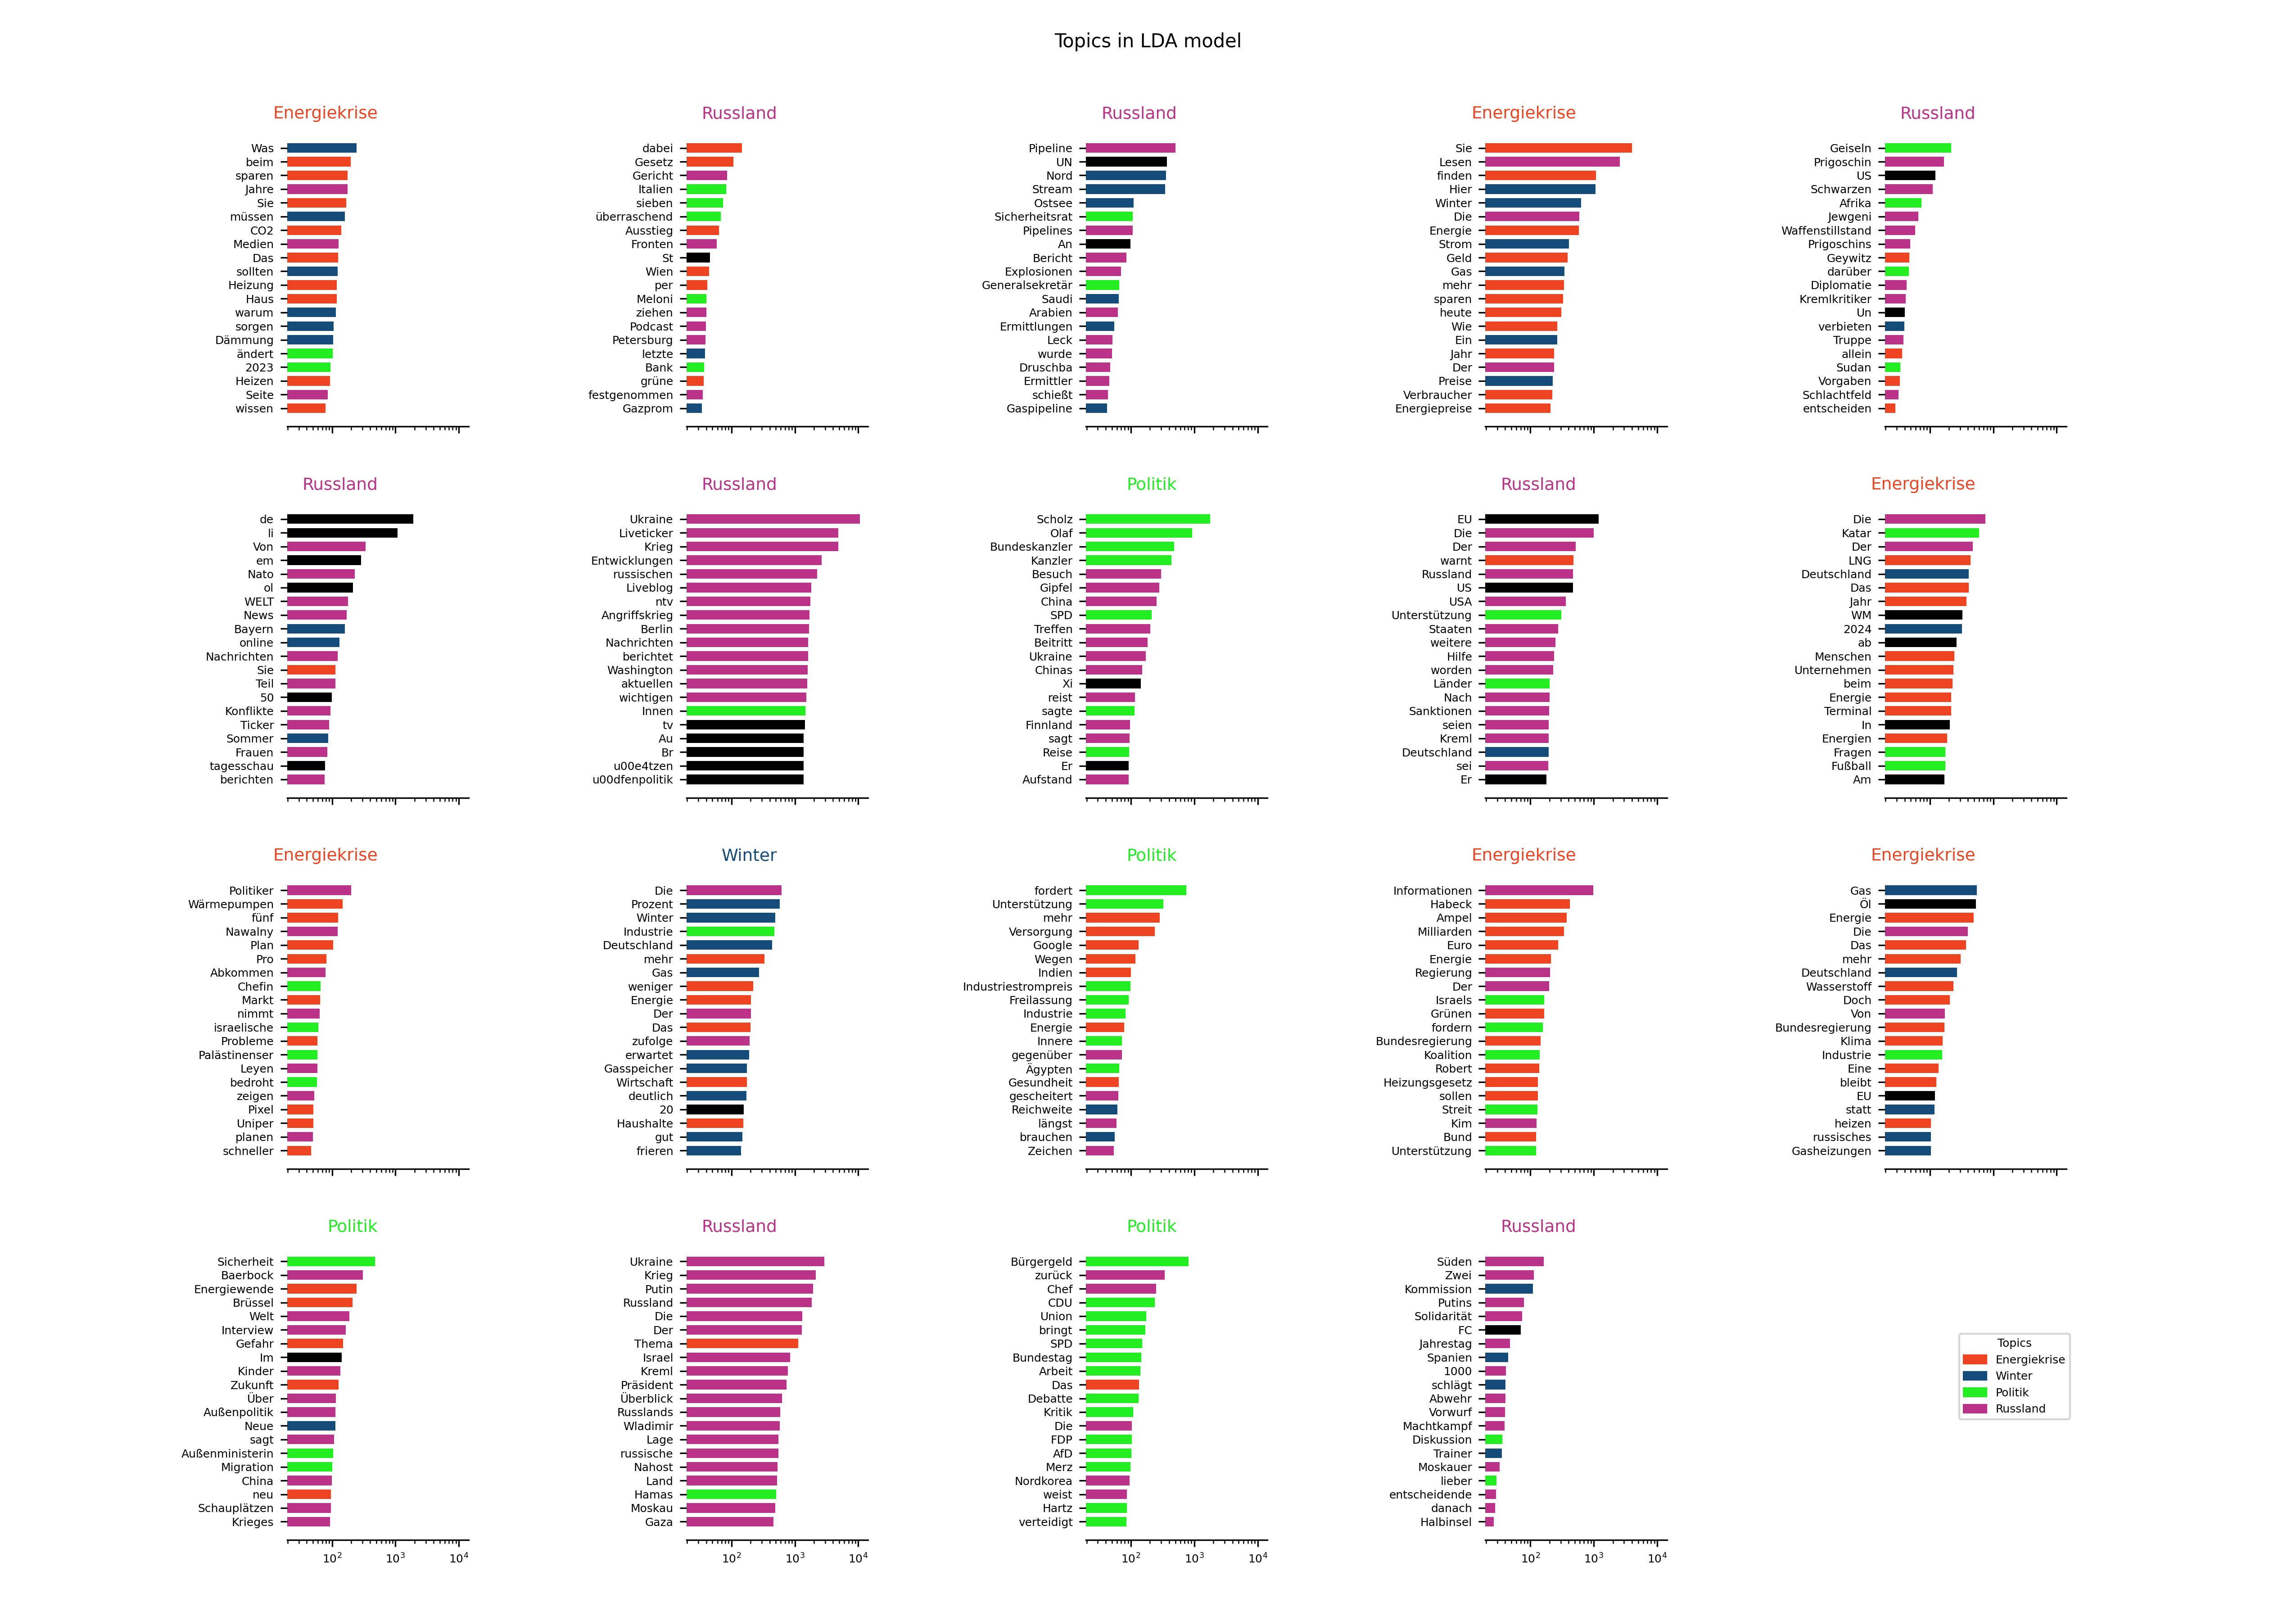 Topics in LDA model
Energiekrise
Was
beim
sparen
Jahre
Sie
müssen
CO2
Medien
Das
sollten
Heizung
Haus
warum
sorgen
Dämmung
ändert
2023
Heizen
Seite
wissen
Russland
dabei
Gesetz
Gericht
Italien
sieben
überraschend
Ausstieg
Fronten
St
Wien
per
Meloni
ziehen
Podcast
Petersburg
letzte
Bank
grüne
festgenommen
Gazprom
Russland
Pipeline
UN
Nord
Stream
Ostsee
Sicherheitsrat
Pipelines
An
Bericht
Explosionen
Generalsekretär
Saudi
Arabien
Ermittlungen
Leck
wurde
Druschba
Ermittler
schießt
Gaspipeline
Energiekrise
Sie
Lesen
finden
Hier
Winter
Die
Energie
Strom
Geld
Gas
mehr
sparen
heute
Wie
Ein
Jahr
Der
Preise
Verbraucher
Energiepreise
Russland
Geiseln
Prigoschin
US
Schwarzen
Afrika
Jewgeni
Waffenstillstand
Prigoschins
Geywitz
darüber
Diplomatie
Kremlkritiker
Un
verbieten
Truppe
allein
Sudan
Vorgaben
Schlachtfeld
entscheiden
Russland
de
li
Von
em
Nato
ol
WELT
News
Bayern
online
Nachrichten
Sie
Teil
50
Konflikte
Ticker
Sommer
Frauen
tagesschau
berichten
Russland
Ukraine
Liveticker
Krieg
Entwicklungen
russischen
Liveblog
ntv
Angriffskrieg
Berlin
Nachrichten
berichtet
Washington
aktuellen
wichtigen
Innen
tv
Au
Br
u00e4tzen
u00dfenpolitik
Politik
Scholz
Olaf
Bundeskanzler
Kanzler
Besuch
Gipfel
China
SPD
Treffen
Beitritt
Ukraine
Chinas
Xi
reist
sagte
Finnland
sagt
Reise
Er
Aufstand
Russland
EU
Die
Der
warnt
Russland
US
USA
Unterstützung
Staaten
weitere
Hilfe
worden
Länder
Nach
Sanktionen
seien
Kreml
Deutschland
sei
Er
Energiekrise
Die
Katar
Der
LNG
Deutschland
Das
Jahr
WM
2024
ab
Menschen
Unternehmen
beim
Energie
Terminal
In
Energien
Fragen
Fußball
Am
Energiekrise
Politiker
Wärmepumpen
fünf
Nawalny
Plan
Pro
Abkommen
Chefin
Markt
nimmt
israelische
Probleme
Palästinenser
Leyen
bedroht
zeigen
Pixel
Uniper
planen
schneller
Winter
Die
Prozent
Winter
Industrie
Deutschland
mehr
Gas
weniger
Energie
Der
Das
zufolge
erwartet
Gasspeicher
Wirtschaft
deutlich
20
Haushalte
gut
frieren
Politik
fordert
Unterstützung
mehr
Versorgung
Google
Wegen
Indien
Industriestrompreis
Freilassung
Industrie
Energie
Innere
gegenüber
Ägypten
Gesundheit
gescheitert
Reichweite
längst
brauchen
Zeichen
Energiekrise
Informationen
Habeck
Ampel
Milliarden
Euro
Energie
Regierung
Der
Israels
Grünen
fordern
Bundesregierung
Koalition
Robert
Heizungsgesetz
sollen
Streit
Kim
Bund
Unterstützung
Energiekrise
Gas
Öl
Energie
Die
Das
mehr
Deutschland
Wasserstoff
Doch
Von
Bundesregierung
Klima
Industrie
Eine
bleibt
EU
statt
heizen
russisches
Gasheizungen
Politik
Sicherheit
Baerbock
Energiewende
Brüssel
Welt
Interview
Gefahr
Im
Kinder
Zukunft
Über
Außenpolitik
Neue
sagt
Außenministerin
Migration
China
neu
Schauplätzen
Krieges
10² 10³ 10⁴
Russland
Ukraine
Krieg
Putin
Russland
Die
Der
Thema
Israel
Kreml
Präsident
Überblick
Russlands
Wladimir
Lage
russische
Nahost
Land
Hamas
Moskau
Gaza
10² 10³ 10⁴
Politik
Bürgergeld
zurück
Chef
CDU
Union
bringt
SPD
Bundestag
Arbeit
Das
Debatte
Kritik
Die
FDP
AfD
Merz
Nordkorea
weist
Hartz
verteidigt
10² 10³ 10⁴
Russland
Süden
Zwei
Kommission
Putins
Solidarität
FC
Jahrestag
Spanien
1000
schlägt
Abwehr
Vorwurf
Machtkampf
Diskussion
Trainer
Moskauer
lieber
entscheidende
danach
Halbinsel
10² 10³ 10⁴
Topics
Energiekrise
Winter
Politik
Russland